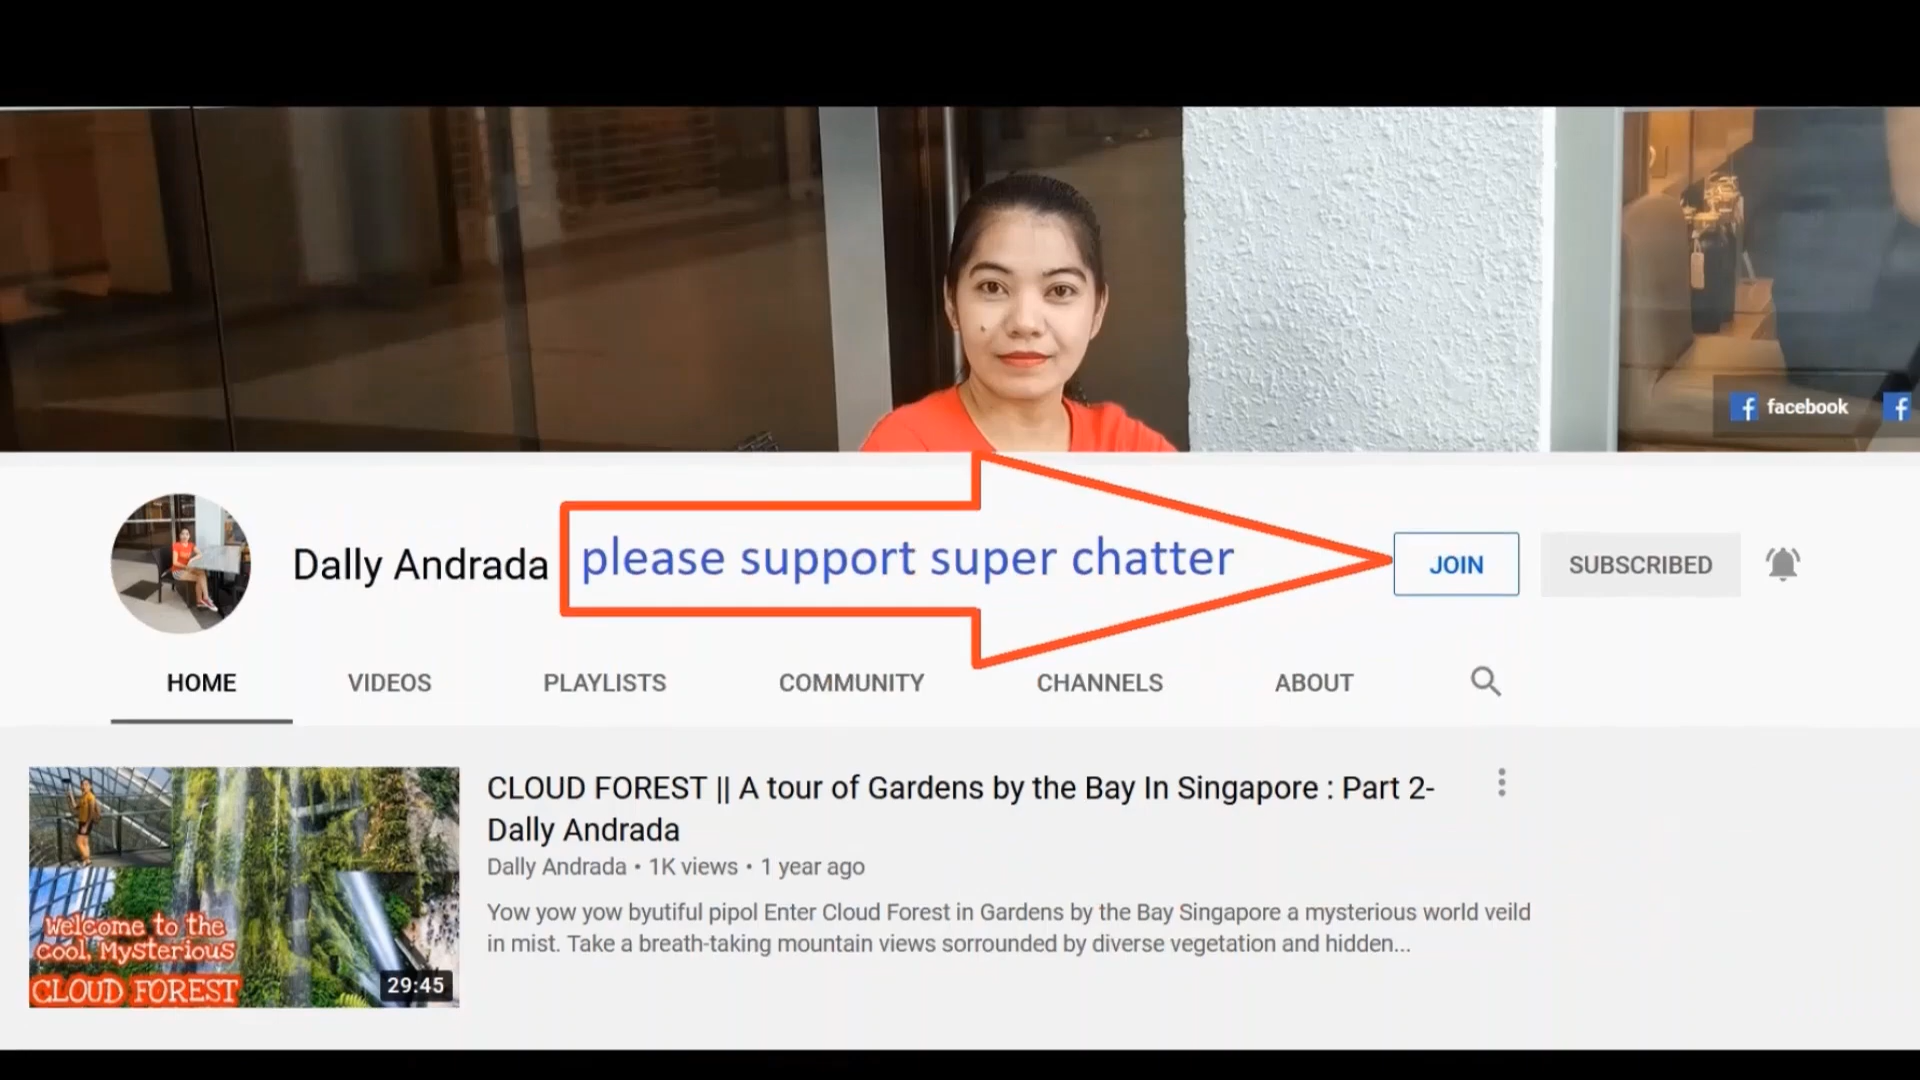 facebook
Dally Andrada
please support super chatter
JOIN
SUBSCRIBED
HOME
VIDEOS
PLAYLISTS
COMMUNITY
CHANNELS
ABOUT
CLOUD FOREST || A tour of Gardens by the Bay In Singapore : Part 2-
Dally Andrada
Dally Andrada • 1K views • 1 year ago
Yow yow yow byutiful pipol Enter Cloud Forest in Gardens by the Bay Singapore a mysterious world veild
in mist. Take a breath-taking mountain views sorrounded by diverse vegetation and hidden...
Welcome to the
cool, Mysterious
CLOUD FOREST
29:45